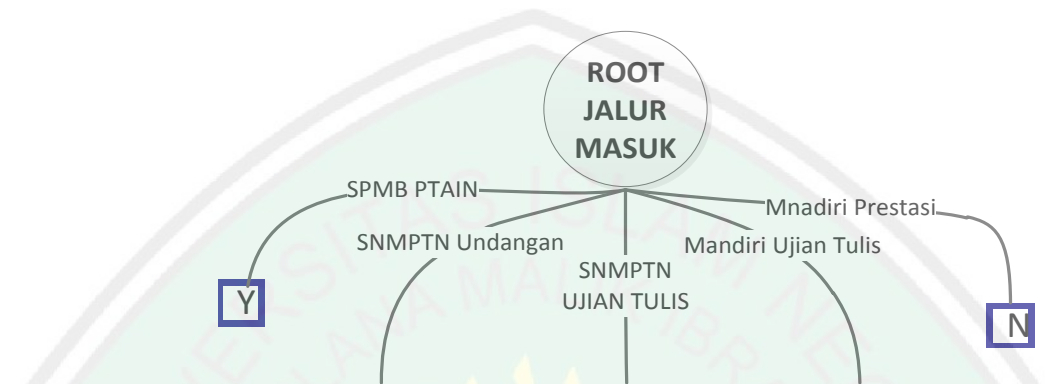 ROOT
JALUR
MASUK
SPMB PTAIN
Mnadiri Prestasi
SNMPTN Undangan
Mandiri Ujian Tulis
SNMPTN
UJIAN TULIS
Y
N